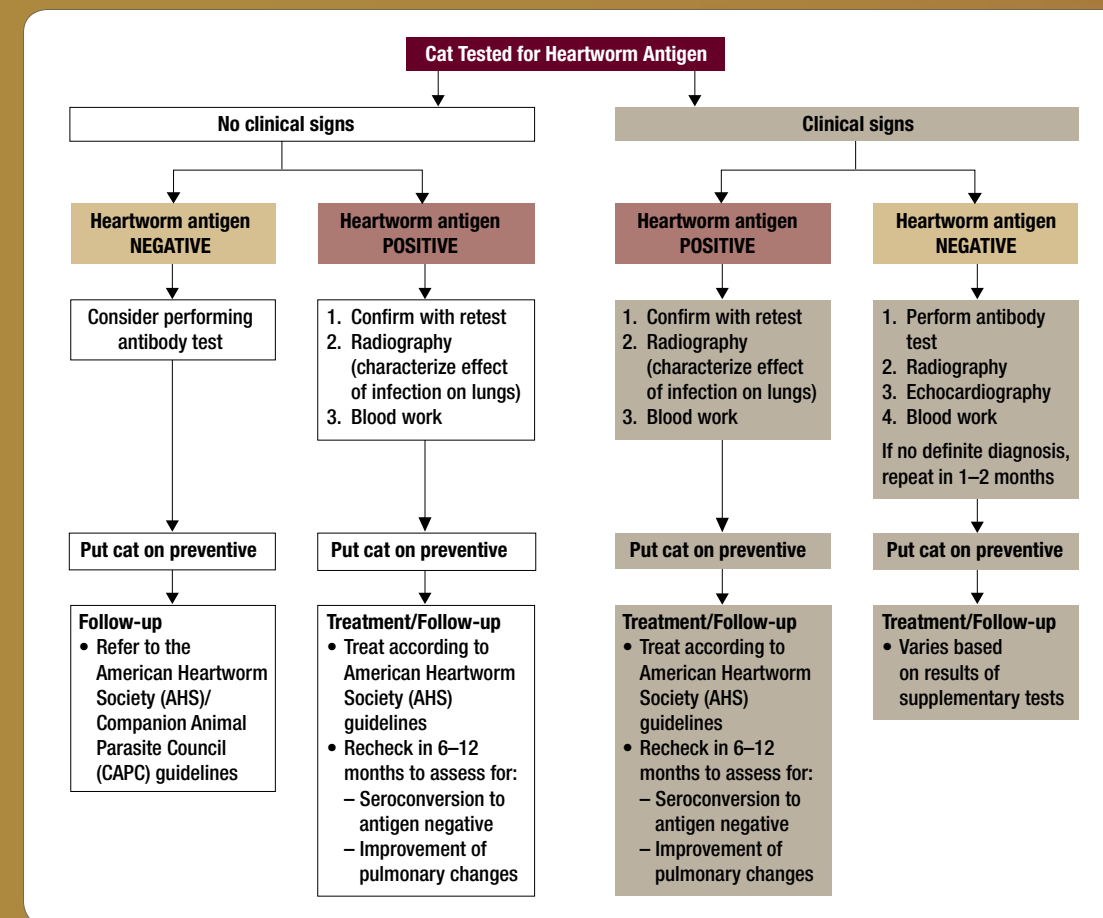 Cat Tested for Heartworm Antigen
No clinical signs
Heartworm antigen
NEGATIVE
Consider performing
antibody test
Put cat on preventive
Follow-up
• Refer to the
American Heartworm
Society (AHS)/
Companion Animal
Parasite Council
(CAPC) guidelines
Heartworm antigen
POSITIVE
1. Confirm with retest
2. Radiography
(characterize effect
of infection on lungs)
3. Blood work
Put cat on preventive
Treatment/Follow-up
• Treat according to
American Heartworm
Society (AHS)
guidelines
• Recheck in 6–12
months to assess for:
– Seroconversion to
antigen negative
– Improvement of
pulmonary changes
Clinical signs
Heartworm antigen
POSITIVE
1. Confirm with retest
2. Radiography
(characterize effect
of infection on lungs)
3. Blood work
Put cat on preventive
Treatment/Follow-up
• Treat according to
American Heartworm
Society (AHS)
guidelines
• Recheck in 6–12
months to assess for:
– Seroconversion to
antigen negative
– Improvement of
pulmonary changes
Heartworm antigen
NEGATIVE
1. Perform antibody
test
2. Radiography
3. Echocardiography
4. Blood work
If no definite diagnosis,
repeat in 1–2 months
Put cat on preventive
Treatment/Follow-up
• Varies based
on results of
supplementary tests